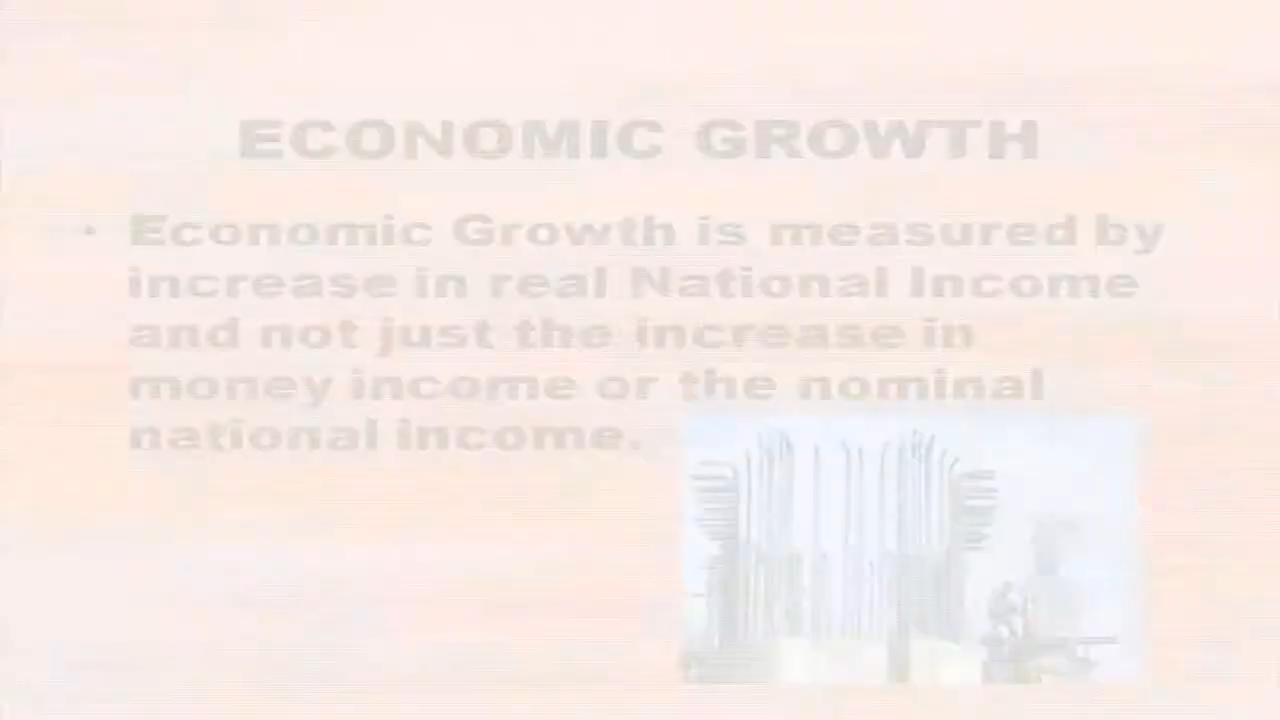 ECONOMIC GROWTH
• Economic Growth is measured by
increase in real National Income
and not just the increase in
money income or the nominal
national income.